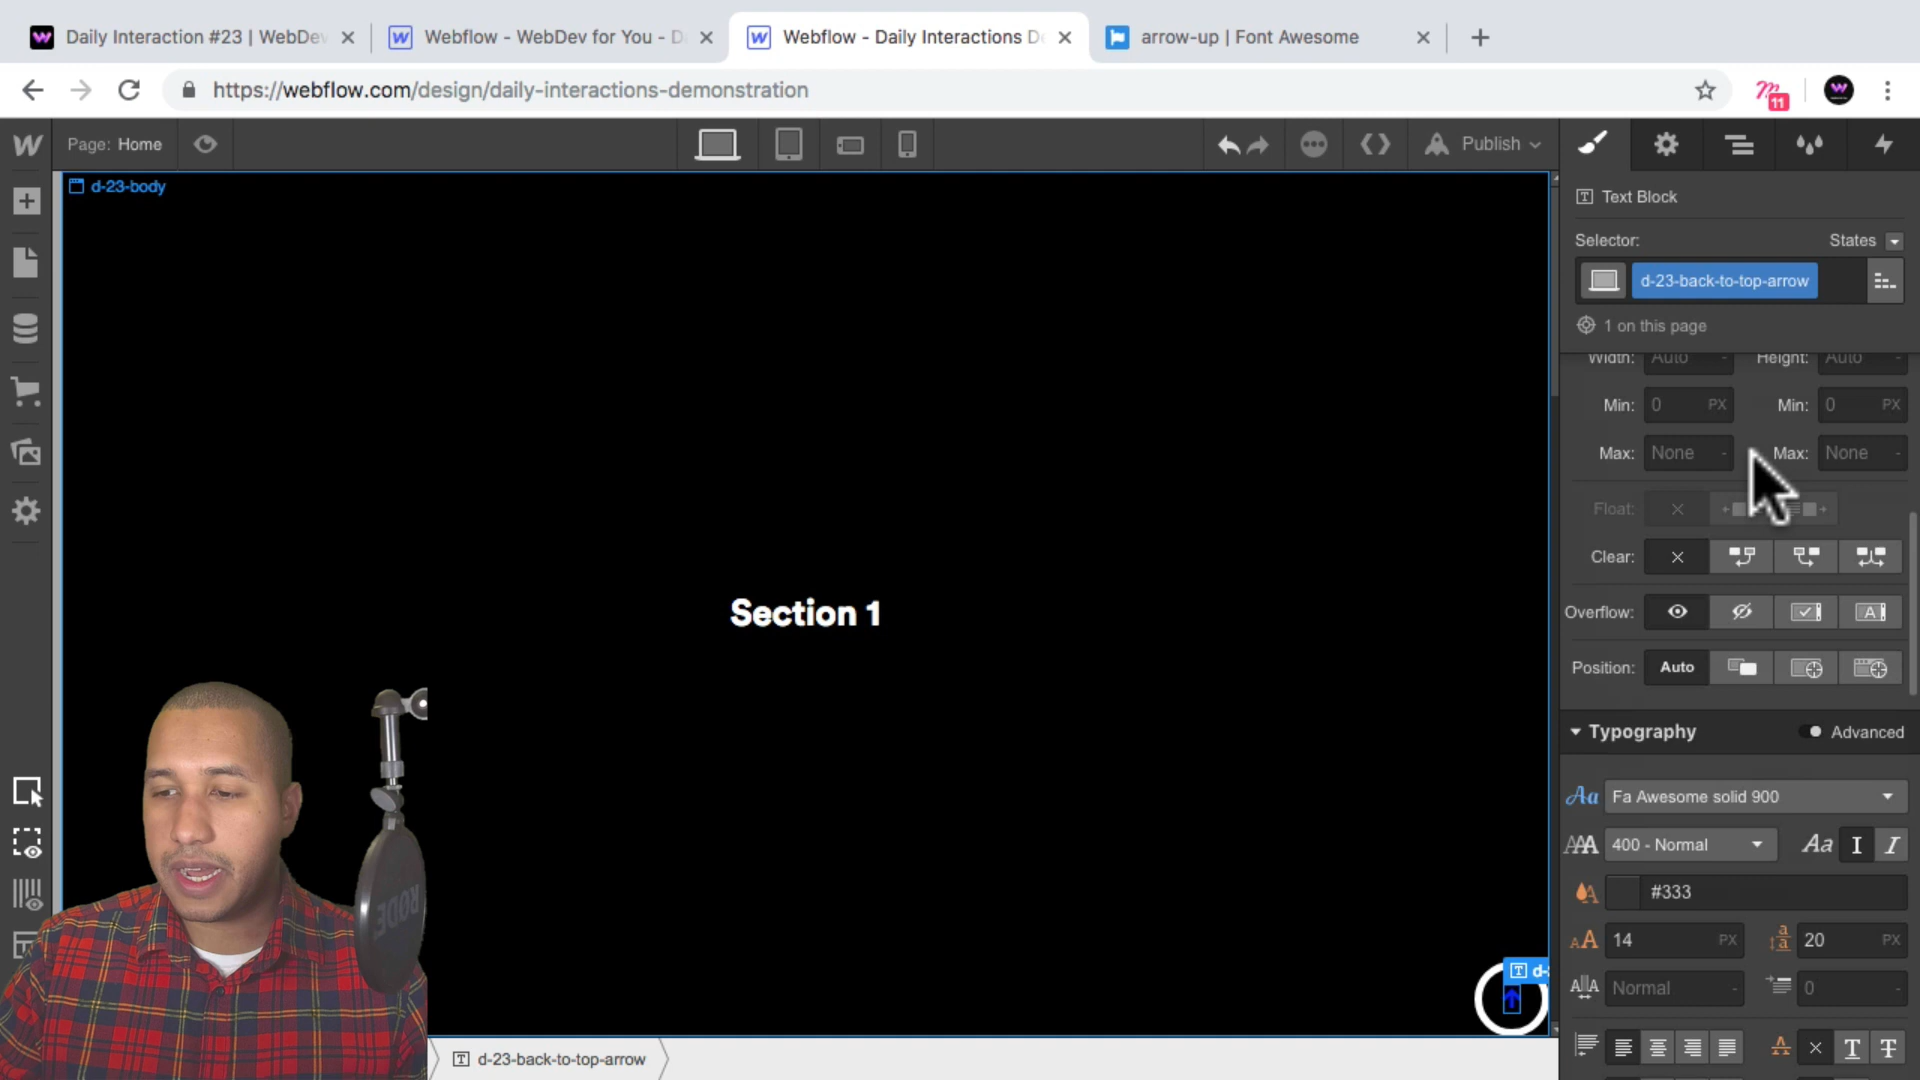 Daily Interaction #23 | WebDev
Webflow - WebDev for You - D
Webflow - Daily Interactions De
arrow-up | Font Awesome
https://webflow.com/design/daily-interactions-demonstration
11
Page: Home
Publish
d-23-body
Text Block
Selector:
States
d-23-back-to-top-arrow
1 on this page
Width: Auto - Height: Auto -
Min: 0 PX Min: 0 PX
Max: None - Max: None -
Float:
Clear:
Overflow:
Position: Auto
Typography
Advanced
Fa Awesome solid 900
400 - Normal
#333
14 PX 20 PX
Normal - 0 -
Section 1
RODE
d-
d-23-back-to-top-arrow